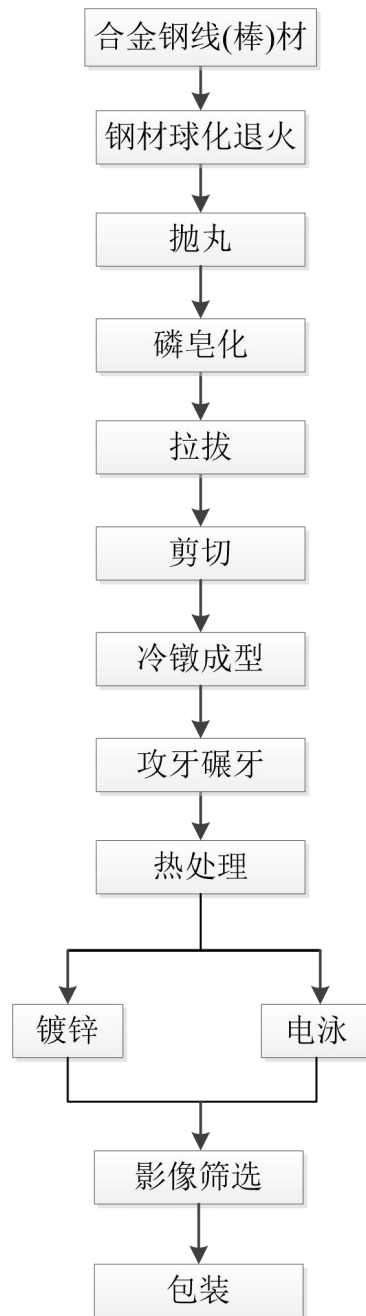 合金钢线(棒)材
钢材球化退火
抛丸
磷皂化
拉拔
剪切
冷镦成型
攻牙碾牙
热处理
镀锌
电泳
影像筛选
包装